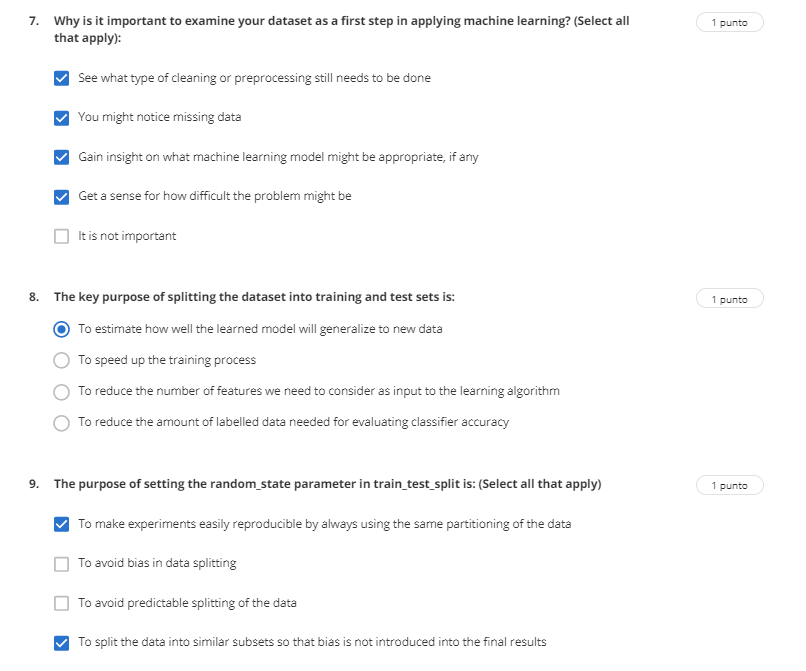 7. Why is it important to examine your dataset as a first step in applying machine learning? (Select all
that apply):
1 punto
See what type of cleaning or preprocessing still needs to be done
You might notice missing data
Gain insight on what machine learning model might be appropriate, if any
Get a sense for how difficult the problem might be
It is not important
8. The key purpose of splitting the dataset into training and test sets is:
1 punto
To estimate how well the learned model will generalize to new data
To speed up the training process
To reduce the number of features we need to consider as input to the learning algorithm
To reduce the amount of labelled data needed for evaluating classifier accuracy
9. The purpose of setting the random_state parameter in train_test_split is: (Select all that apply)
1 punto
To make experiments easily reproducible by always using the same partitioning of the data
To avoid bias in data splitting
To avoid predictable splitting of the data
To split the data into similar subsets so that bias is not introduced into the final results